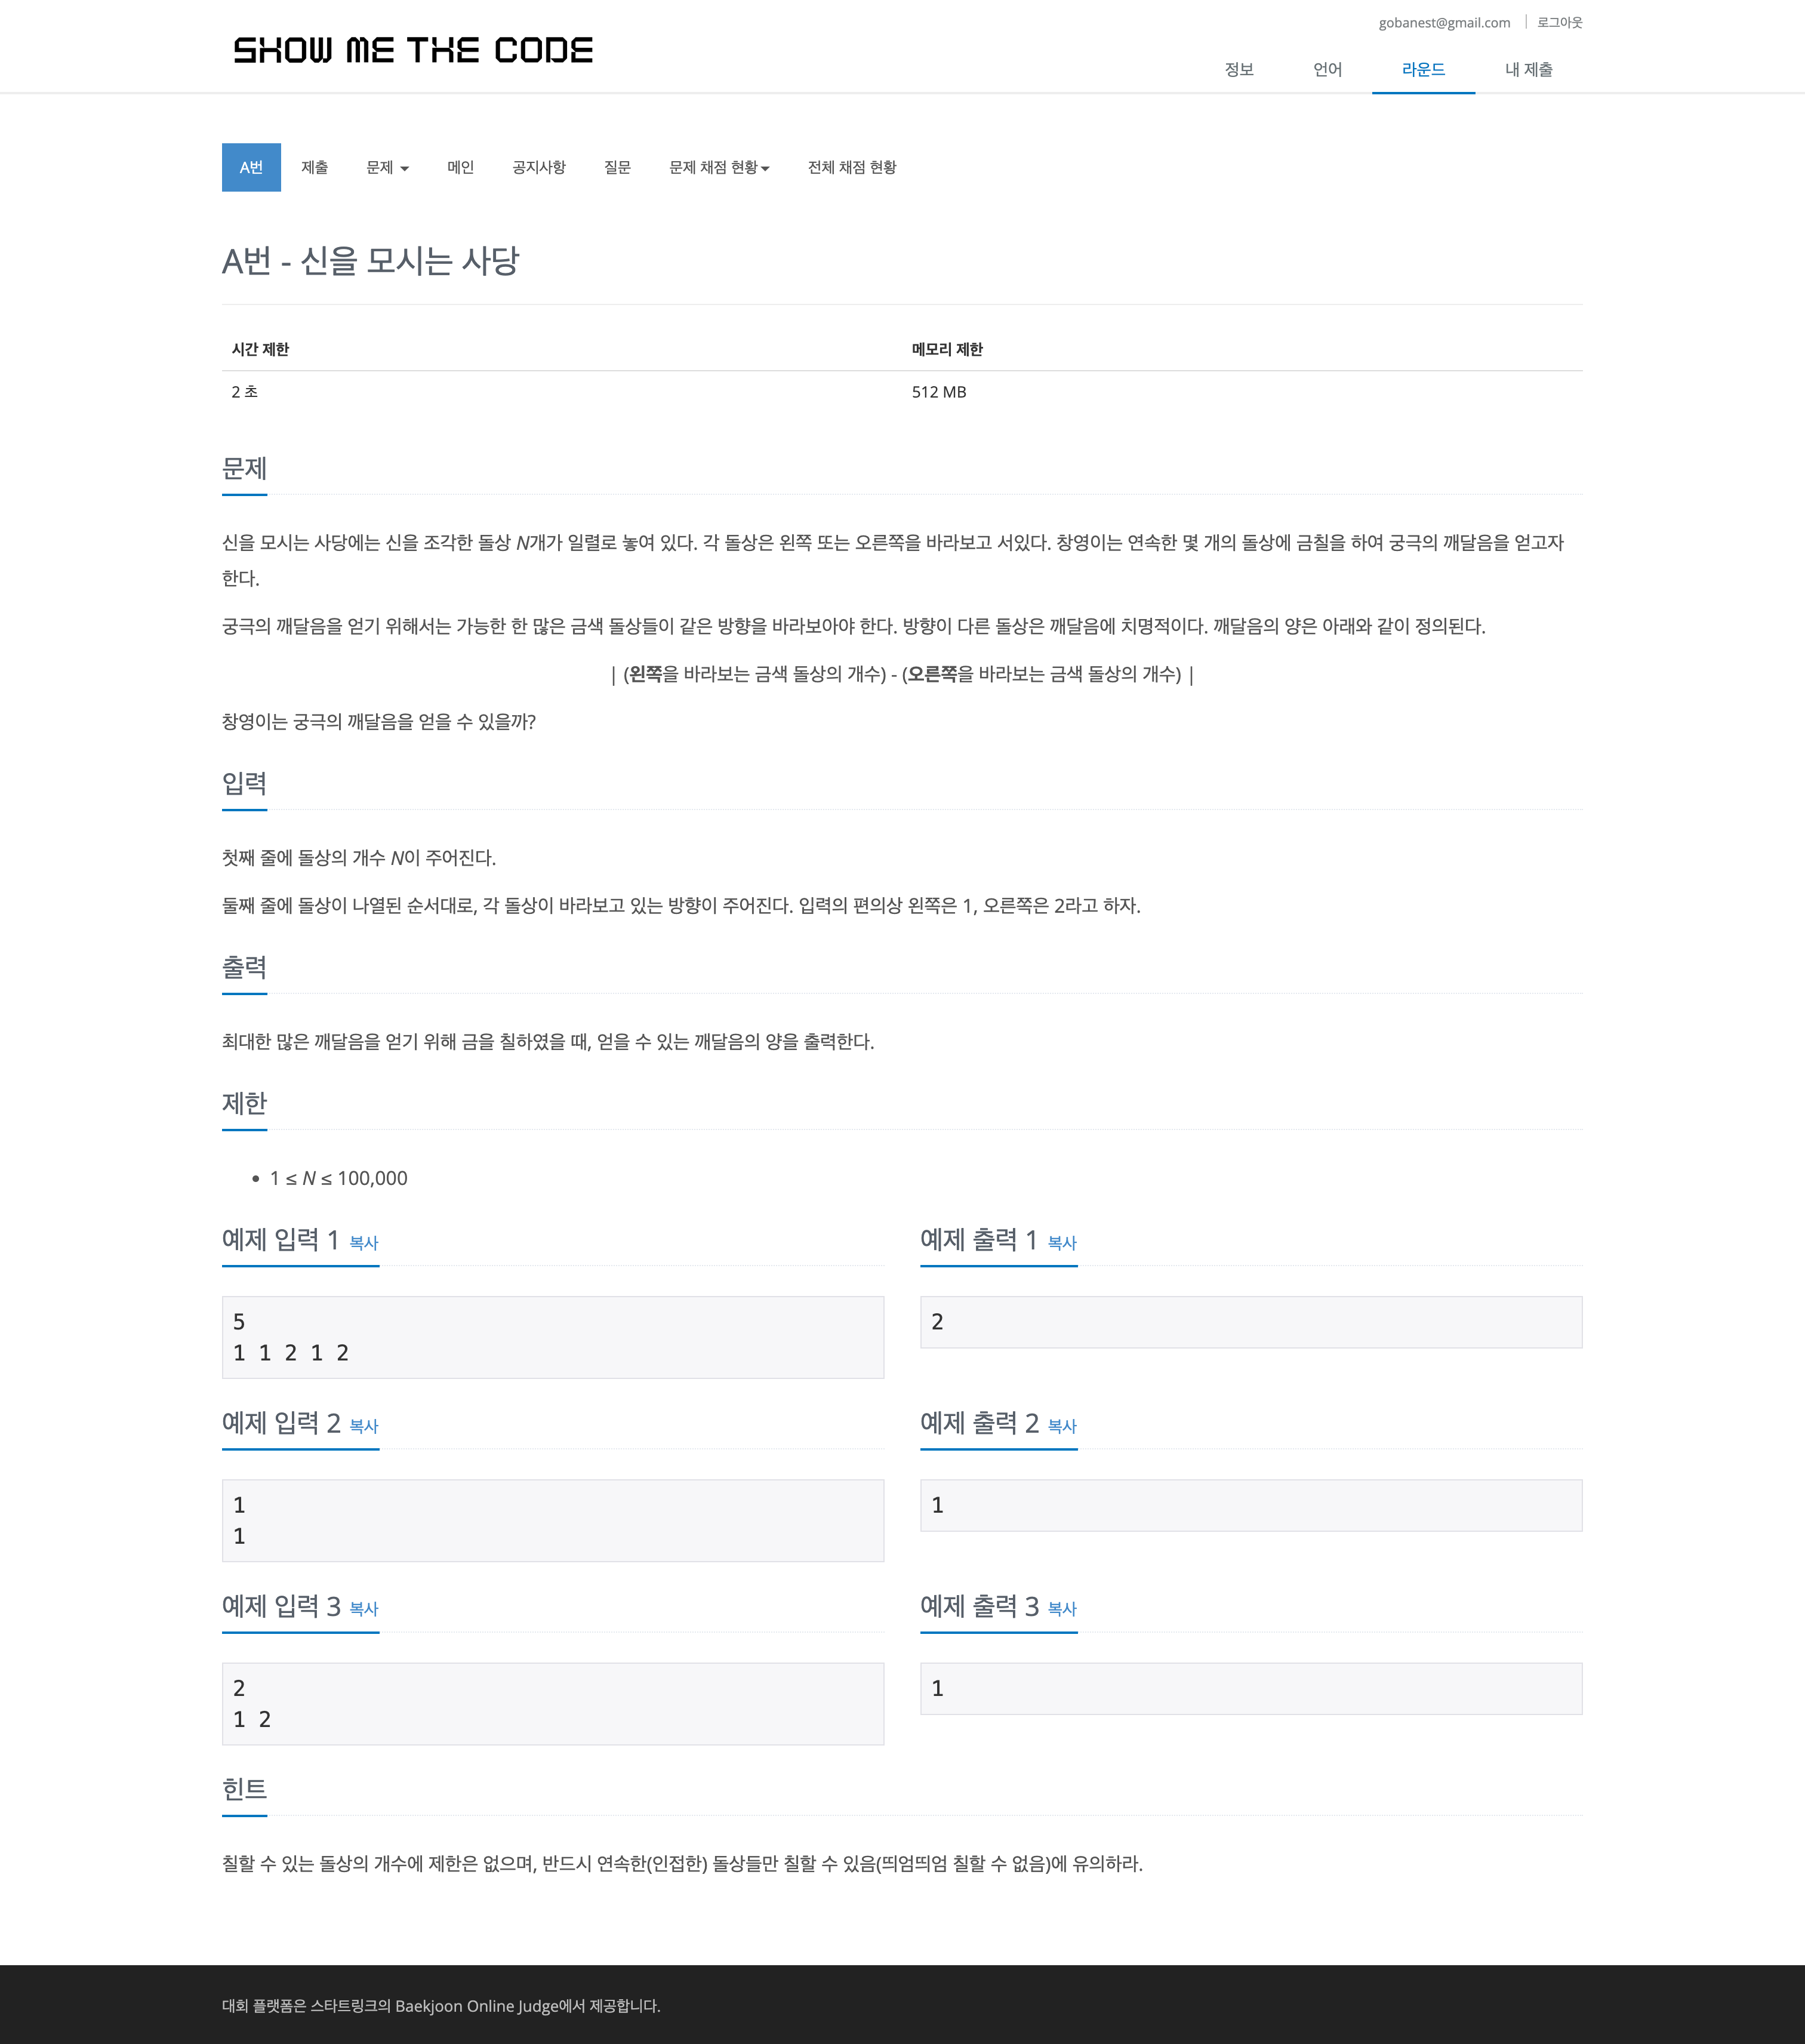 gobanest@gmail.com 로그아웃
SHOW ME THE CODE
정보 언어 라운드 내 제출
A번 제출 문제 메인 공지사항 질문 문제 채점 현황 전체 채점 현황
A번 - 신을 모시는 사당
시간 제한 메모리 제한
2 초 512 MB
문제
신을 모시는 사당에는 신을 조각한 돌상 N개가 일렬로 놓여 있다. 각 돌상은 왼쪽 또는 오른쪽을 바라보고 서있다. 창영이는 연속한 몇 개의 돌상에 금칠을 하여 궁극의 깨달음을 얻고자
한다.
궁극의 깨달음을 얻기 위해서는 가능한 한 많은 금색 돌상들이 같은 방향을 바라보아야 한다. 방향이 다른 돌상은 깨달음에 치명적이다. 깨달음의 양은 아래와 같이 정의된다.
| (왼쪽을 바라보는 금색 돌상의 개수) - (오른쪽을 바라보는 금색 돌상의 개수) |
창영이는 궁극의 깨달음을 얻을 수 있을까?
입력
첫째 줄에 돌상의 개수 N이 주어진다.
둘째 줄에 돌상이 나열된 순서대로, 각 돌상이 바라보고 있는 방향이 주어진다. 입력의 편의상 왼쪽은 1, 오른쪽은 2라고 하자.
출력
최대한 많은 깨달음을 얻기 위해 금을 칠하였을 때, 얻을 수 있는 깨달음의 양을 출력한다.
제한
• 1 ≤ N ≤ 100,000
예제 입력 1 복사 예제 출력 1 복사
5 2
1 1 2 1 2
예제 입력 2 복사 예제 출력 2 복사
1 1
1
예제 입력 3 복사 예제 출력 3 복사
2 1
1 2
힌트
칠할 수 있는 돌상의 개수에 제한은 없으며, 반드시 연속한(인접한) 돌상들만 칠할 수 있음(띄엄띄엄 칠할 수 없음)에 유의하라.
대회 플랫폼은 스타트링크의 Baekjoon Online Judge에서 제공합니다.